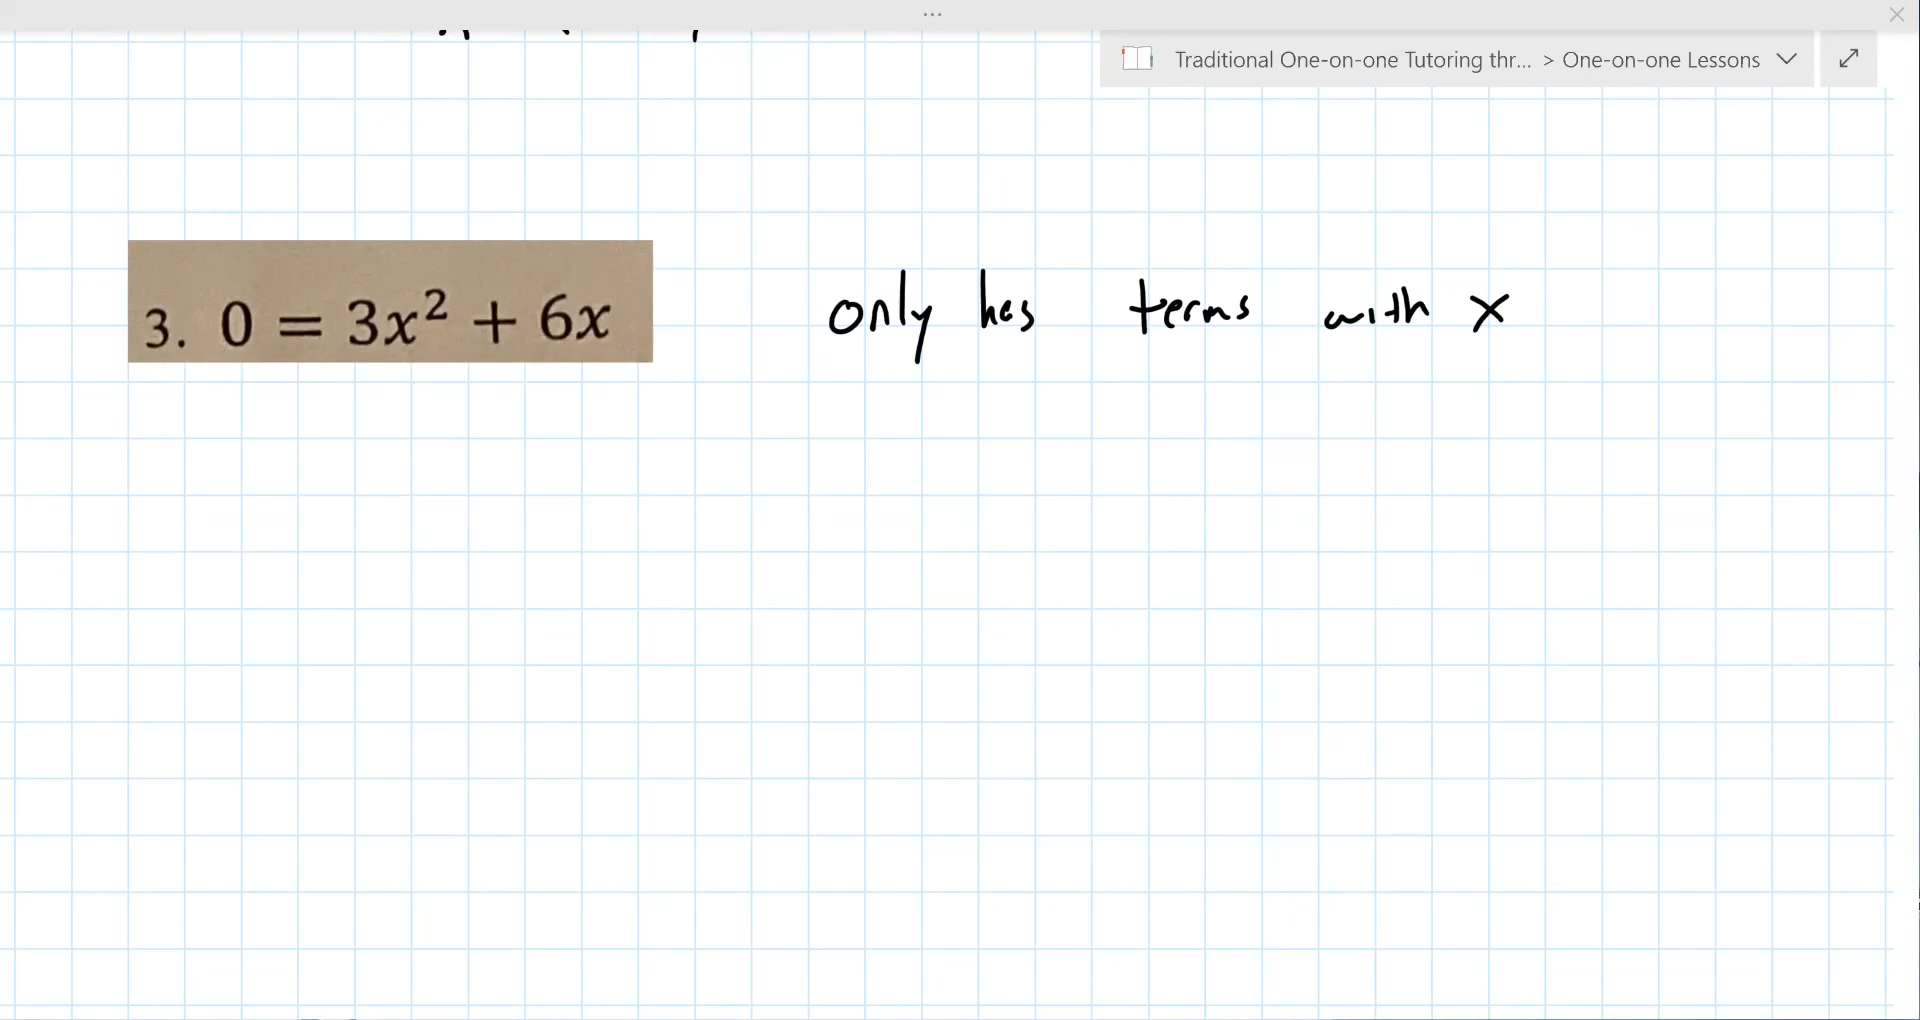 Traditional One-on-one Tutoring thr... > One-on-one Lessons
3. 0 = 3x² + 6x only has terms with x